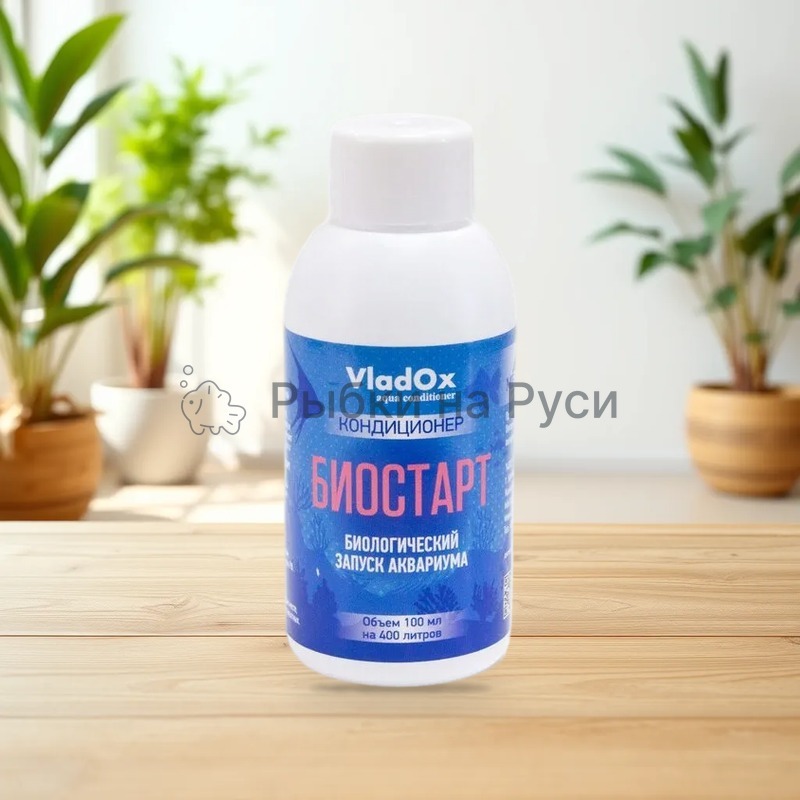 VladOx
aqua conditioner
Рыбки на Руси
КОНДИЦИОНЕР
БИОСТАРТ
БИОЛОГИЧЕСКИЙ
ЗАПУСК АКВАРИУМА
Объем 100 мл
на 400 литров